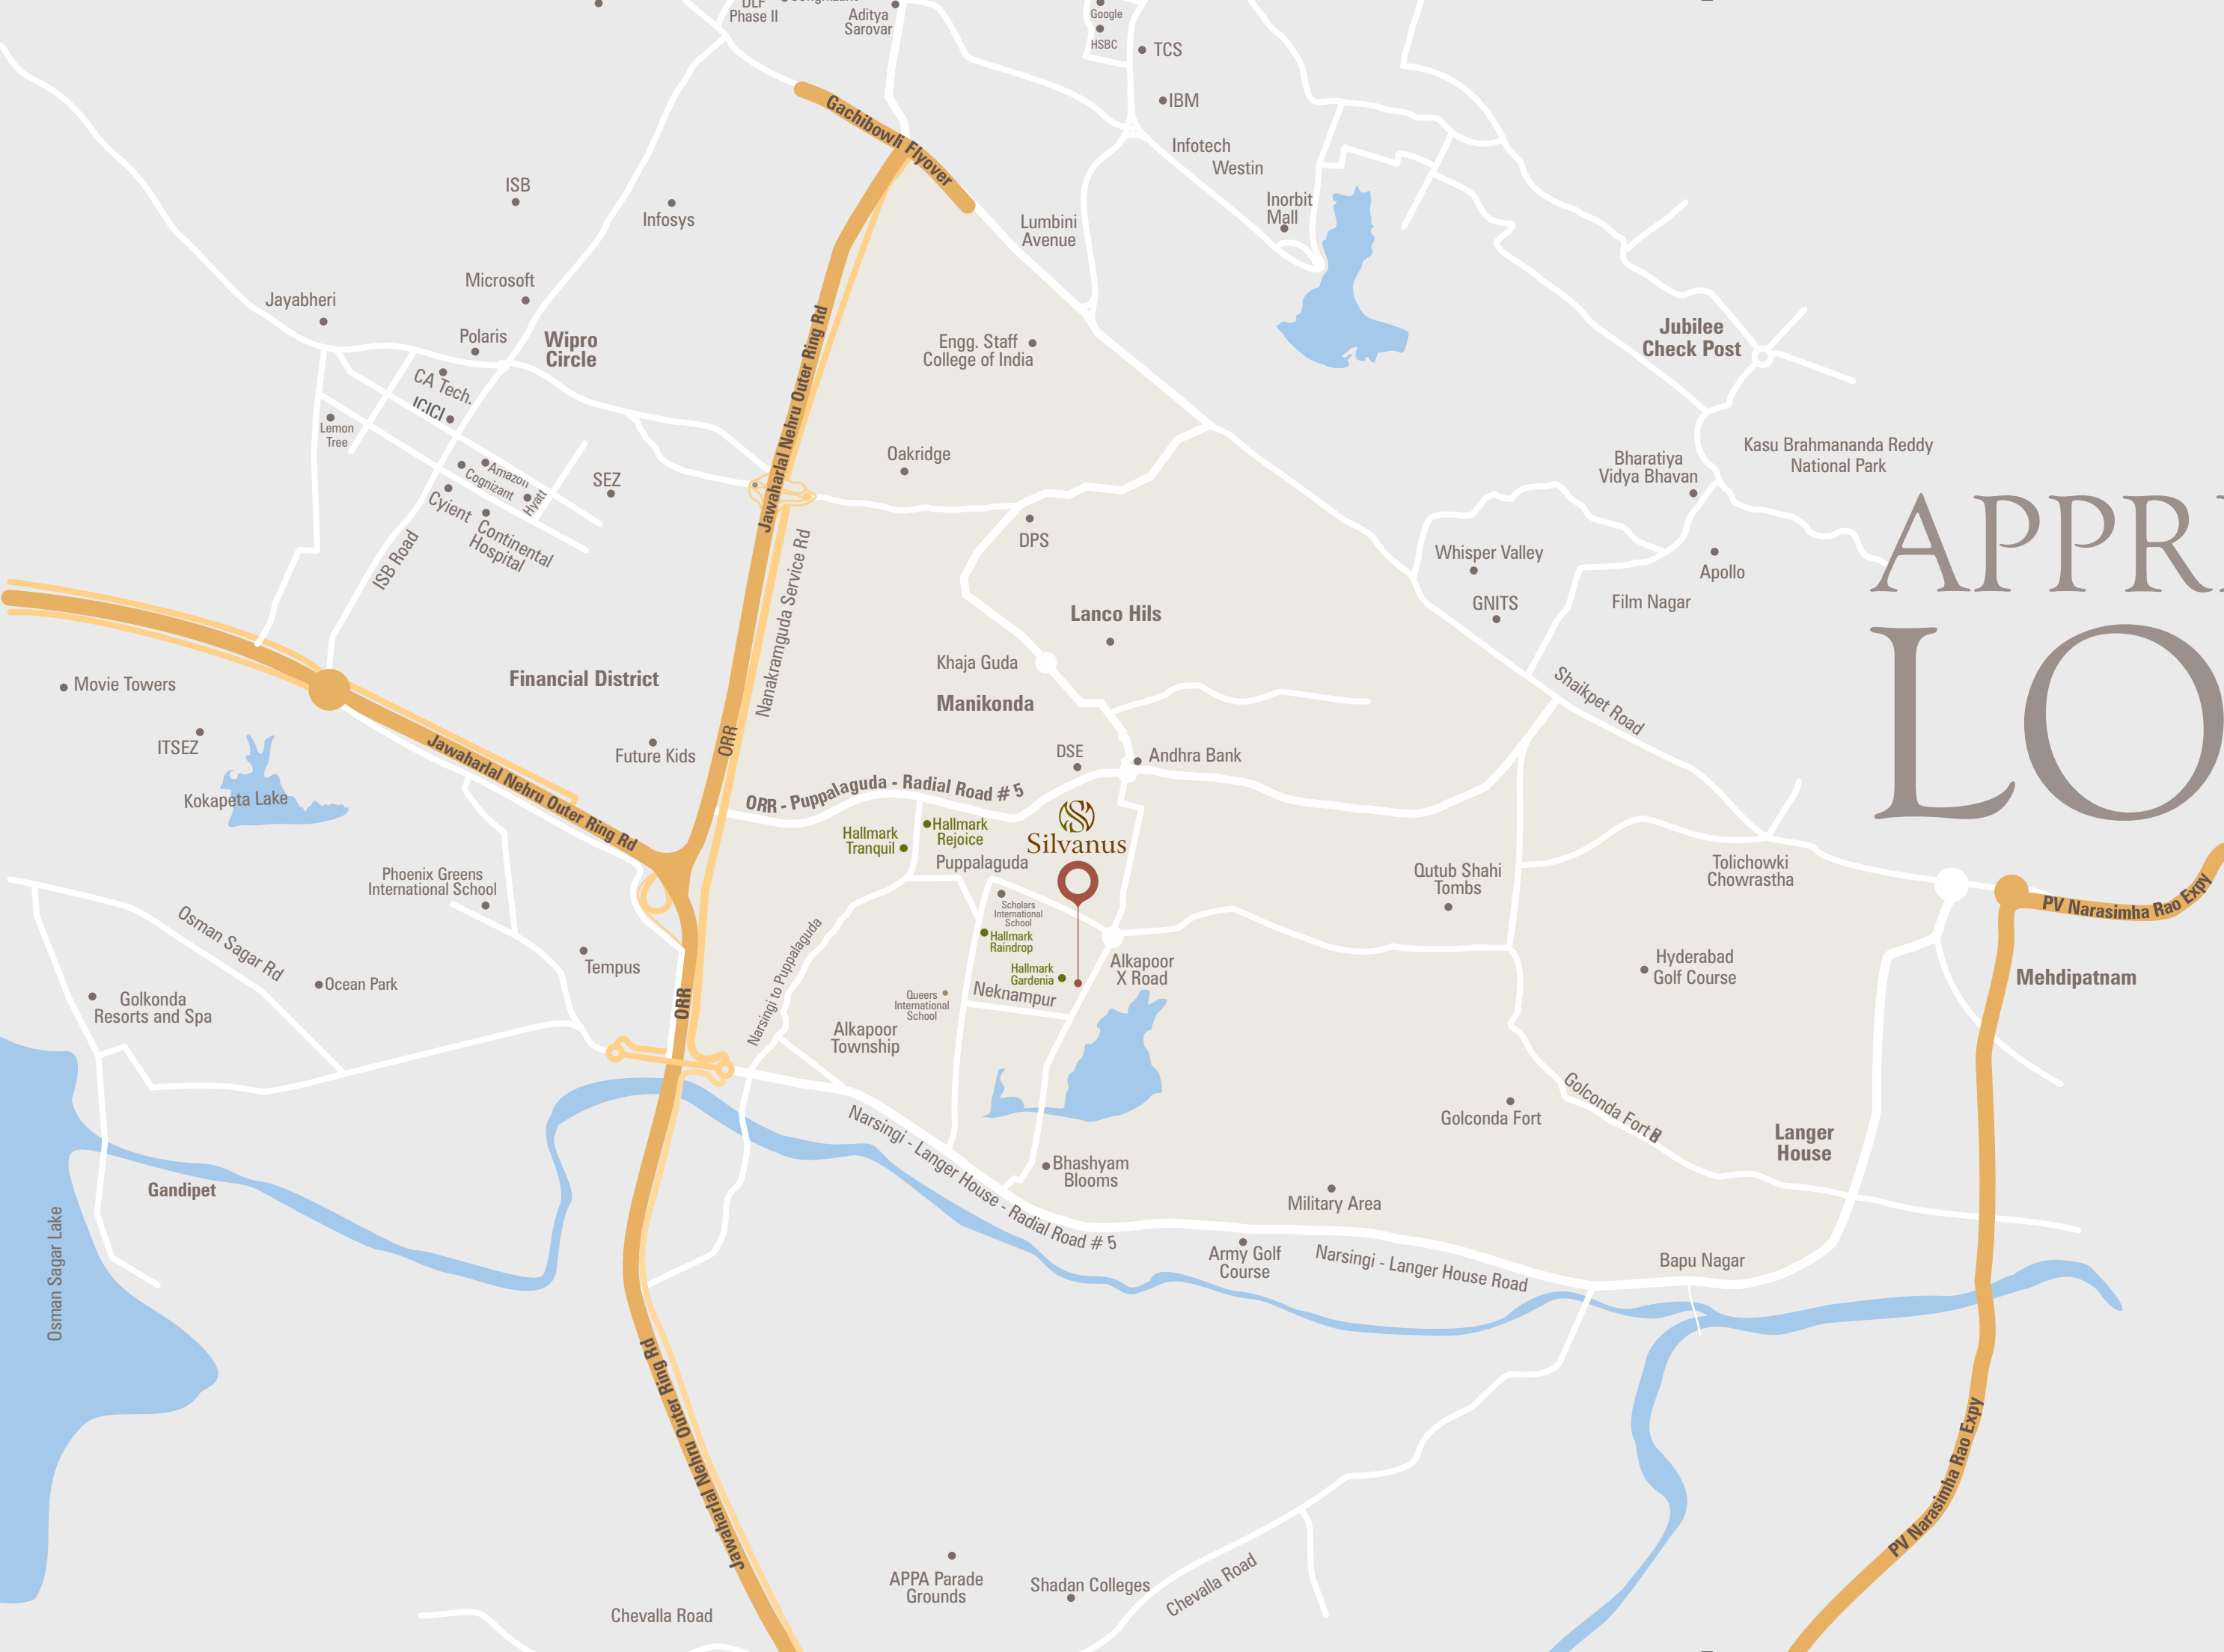 DLF
Phase II
Cognizant
Aditya
Sarovar
Google
HSBC
TCS
IBM
Gachibowli Flyover
Infotech
Westin
ISB
Infosys
Lumbini
Avenue
Inorbit
Mall
Microsoft
Jayabheri
Polaris
Wipro
Circle
Engg. Staff
College of India
Jubilee
Check Post
CA Tech.
ICICI
Lemon
Tree
Jawaharlal Nehru Outer Ring Rd
Oakridge
Amazon
Cognizant
Hyatt
SEZ
Cyient
Continental
Hospital
ISB Road
DPS
Bharatiya
Vidya Bhavan
Kasu Brahmananda Reddy
National Park
Whisper Valley
GNITS
Apollo
Film Nagar
APPR
LO
Nanakramguda Service Rd
Lanco Hils
Khaja Guda
Manikonda
Shaikpet Road
Financial District
Movie Towers
ITSEZ
Kokapeta Lake
Jawaharlal Nehru Outer Ring Rd
Future Kids
ORR
DSE
Andhra Bank
ORR - Puppalaguda - Radial Road # 5
Silvanus
Hallmark
Tranquil
Hallmark
Rejoice
Puppalaguda
Scholars
International
School
Hallmark
Raindrop
Hallmark
Gardenia
Neknampur
Alkapoor
X Road
Queers
International
School
Alkapoor
Township
Narsingi to Puppalaguda
Qutub Shahi
Tombs
Tolichowki
Chowrastha
PV Narasimha Rao Expy
Hyderabad
Golf Course
Mehdipatnam
Phoenix Greens
International School
Osman Sagar Rd
Ocean Park
Tempus
Golkonda
Resorts and Spa
ORR
Golconda Fort
Golconda Fort
Langer
House
Narsingi - Langer House - Radial Road # 5
Bhashyam
Blooms
Military Area
Army Golf
Course
Narsingi - Langer House Road
Bapu Nagar
Gandipet
Osman Sagar Lake
Jawaharlal Nehru Outer Ring Rd
PV Narasimha Rao Expy
APPA Parade
Grounds
Shadan Colleges
Chevalla Road
Chevalla Road